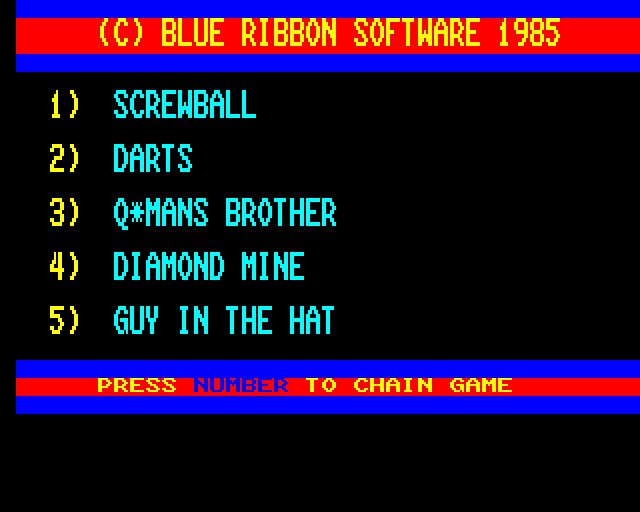 (C) BLUE RIBBON SOFTWARE 1985
1) SCREWBALL
2) DARTS
3) Q*MANS BROTHER
4) DIAMOND MINE
5) GUY IN THE HAT
PRESS NUMBER TO CHAIN GAME